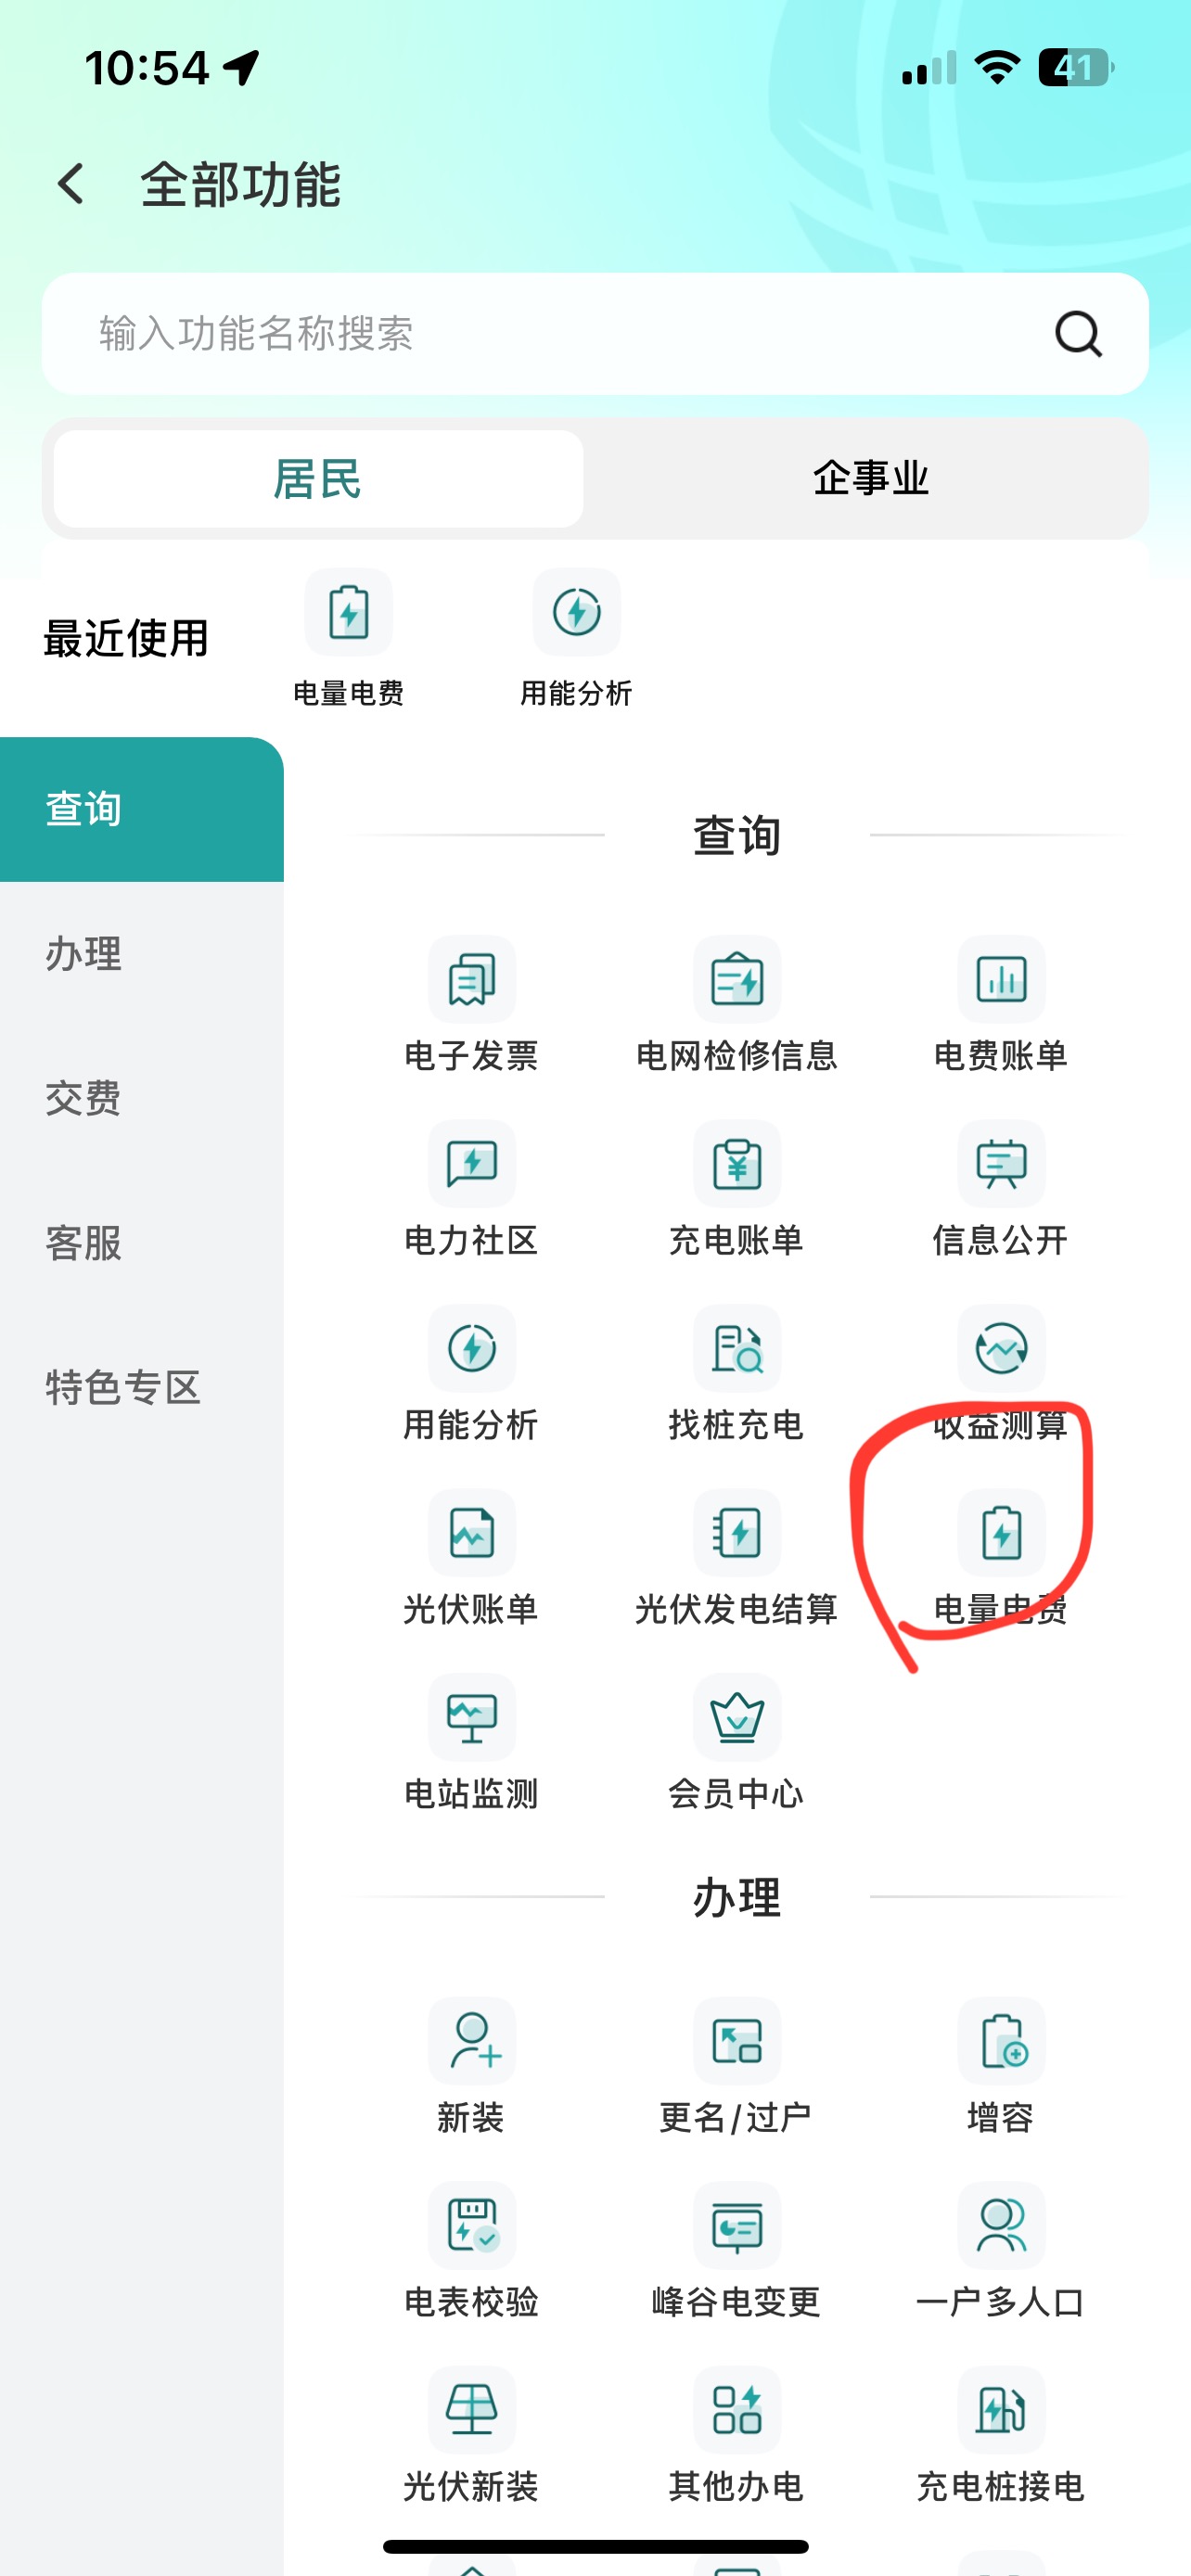 10:54
41
全部功能
输入功能名称搜索
居民 企事业
最近使用
电量电费 用能分析
查询
办理
交费
客服
特色专区
查询
电子发票 电网检修信息 电费账单
电力社区 充电账单 信息公开
用能分析 找桩充电 收益测算
光伏账单 光伏发电结算 电量电费
电站监测 会员中心
办理
新装 更名/过户 增容
电表校验 峰谷电变更 一户多人口
光伏新装 其他办电 充电桩接电